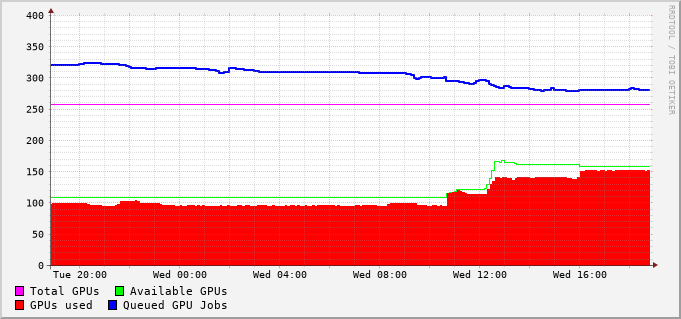 400
350
300
250
200
150
100
50
0
Tue 20:00 Wed 00:00 Wed 04:00 Wed 08:00 Wed 12:00 Wed 16:00
Total GPUs Available GPUs
GPUs used Queued GPU Jobs
RRDTOOL / TOBI OETIKER